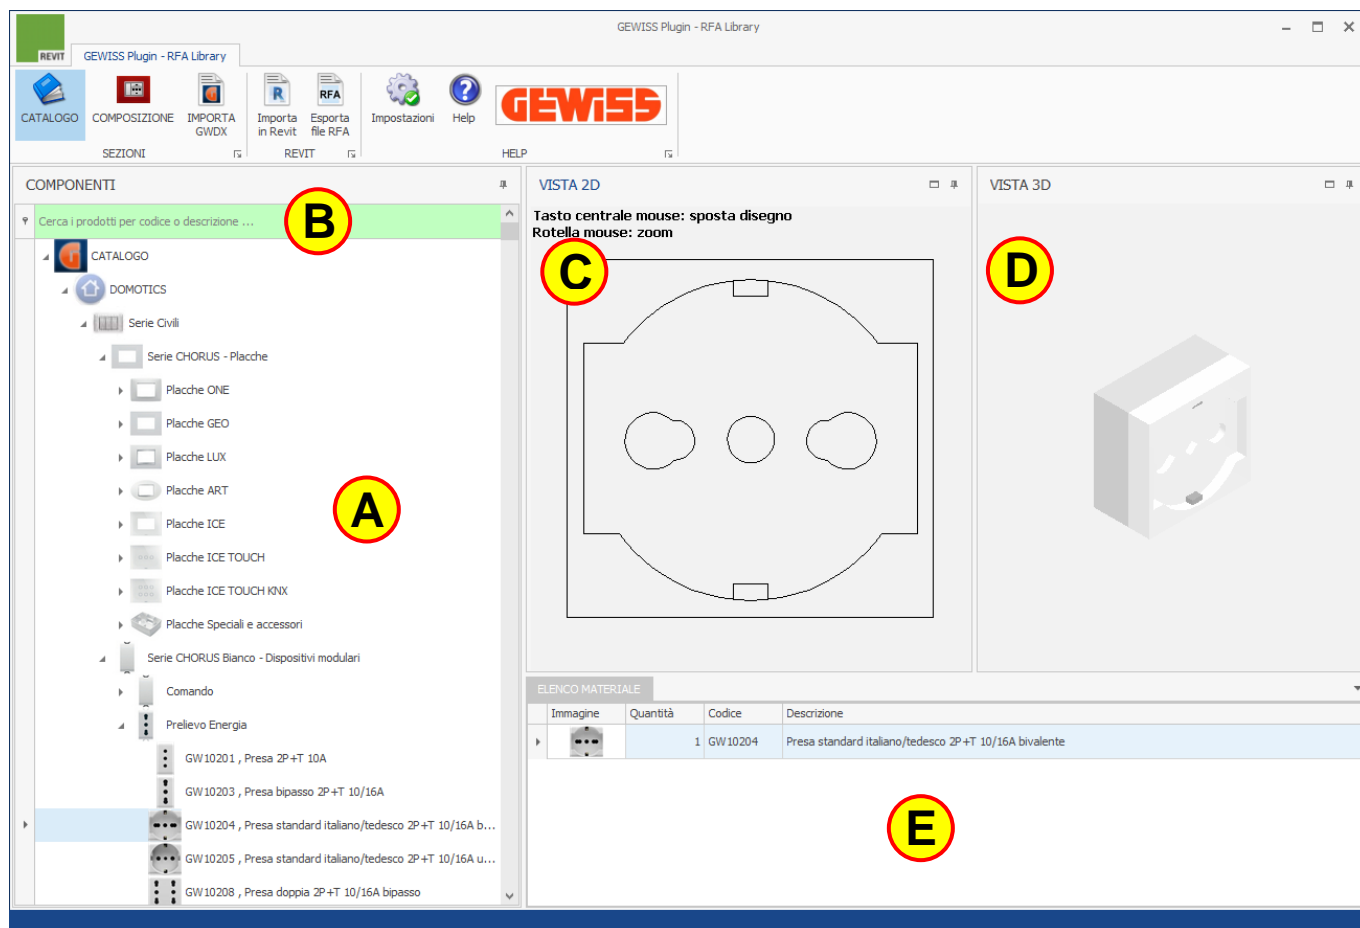 GEWISS Plugin - RFA Library
REVIT
GEWISS Plugin - RFA Library
CATALOGO
COMPOSIZIONE
IMPORTA
GWDX
Importa
in Revit
R
Esporta
file RFA
RFA
Impostazioni
Help
?
GEWISS
SEZIONI
REVIT
HELP
COMPONENTI
Cerca i prodotti per codice o descrizione ...
B
CATALOGO
DOMOTICS
Serie Civili
Serie CHORUS - Placche
Placche ONE
Placche GEO
Placche LUX
Placche ART
A
Placche ICE
Placche ICE TOUCH
Placche ICE TOUCH KNX
Placche Speciali e accessori
Serie CHORUS Bianco - Dispositivi modulari
Comando
Prelievo Energia
GW10201 , Presa 2P+T 10A
GW10203 , Presa bipasso 2P+T 10/16A
GW10204 , Presa standard italiano/tedesco 2P+T 10/16A b...
GW10205 , Presa standard italiano/tedesco 2P+T 10/16A u...
GW10208 , Presa doppia 2P+T 10/16A bipasso
VISTA 2D
Tasto centrale mouse: sposta disegno
Rotella mouse: zoom
C
VISTA 3D
D
ELENCO MATERIALE
Immagine Quantità Codice Descrizione
1 GW10204 Presa standard italiano/tedesco 2P+T 10/16A bivalente
E